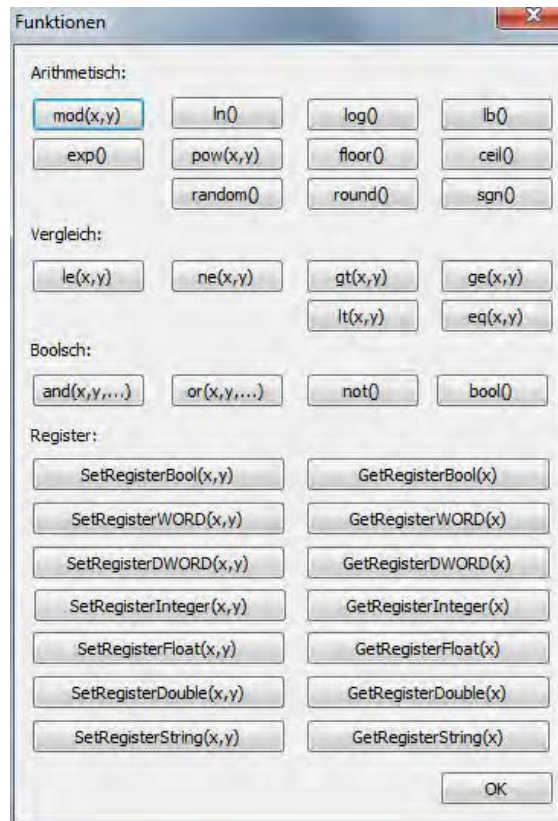 Funktionen
Arithmetisch:
mod(x,y) ln() log() lb()
exp() pow(x,y) floor() ceil()
random() round() sgn()
Vergleich:
le(x,y) ne(x,y) gt(x,y) ge(x,y)
lt(x,y) eq(x,y)
Boolsch:
and(x,y,...) or(x,y,...) not() bool()
Register:
SetRegisterBool(x,y) GetRegisterBool(x)
SetRegisterWORD(x,y) GetRegisterWORD(x)
SetRegisterDWORD(x,y) GetRegisterDWORD(x)
SetRegisterInteger(x,y) GetRegisterInteger(x)
SetRegisterFloat(x,y) GetRegisterFloat(x)
SetRegisterDouble(x,y) GetRegisterDouble(x)
SetRegisterString(x,y) GetRegisterString(x)
OK